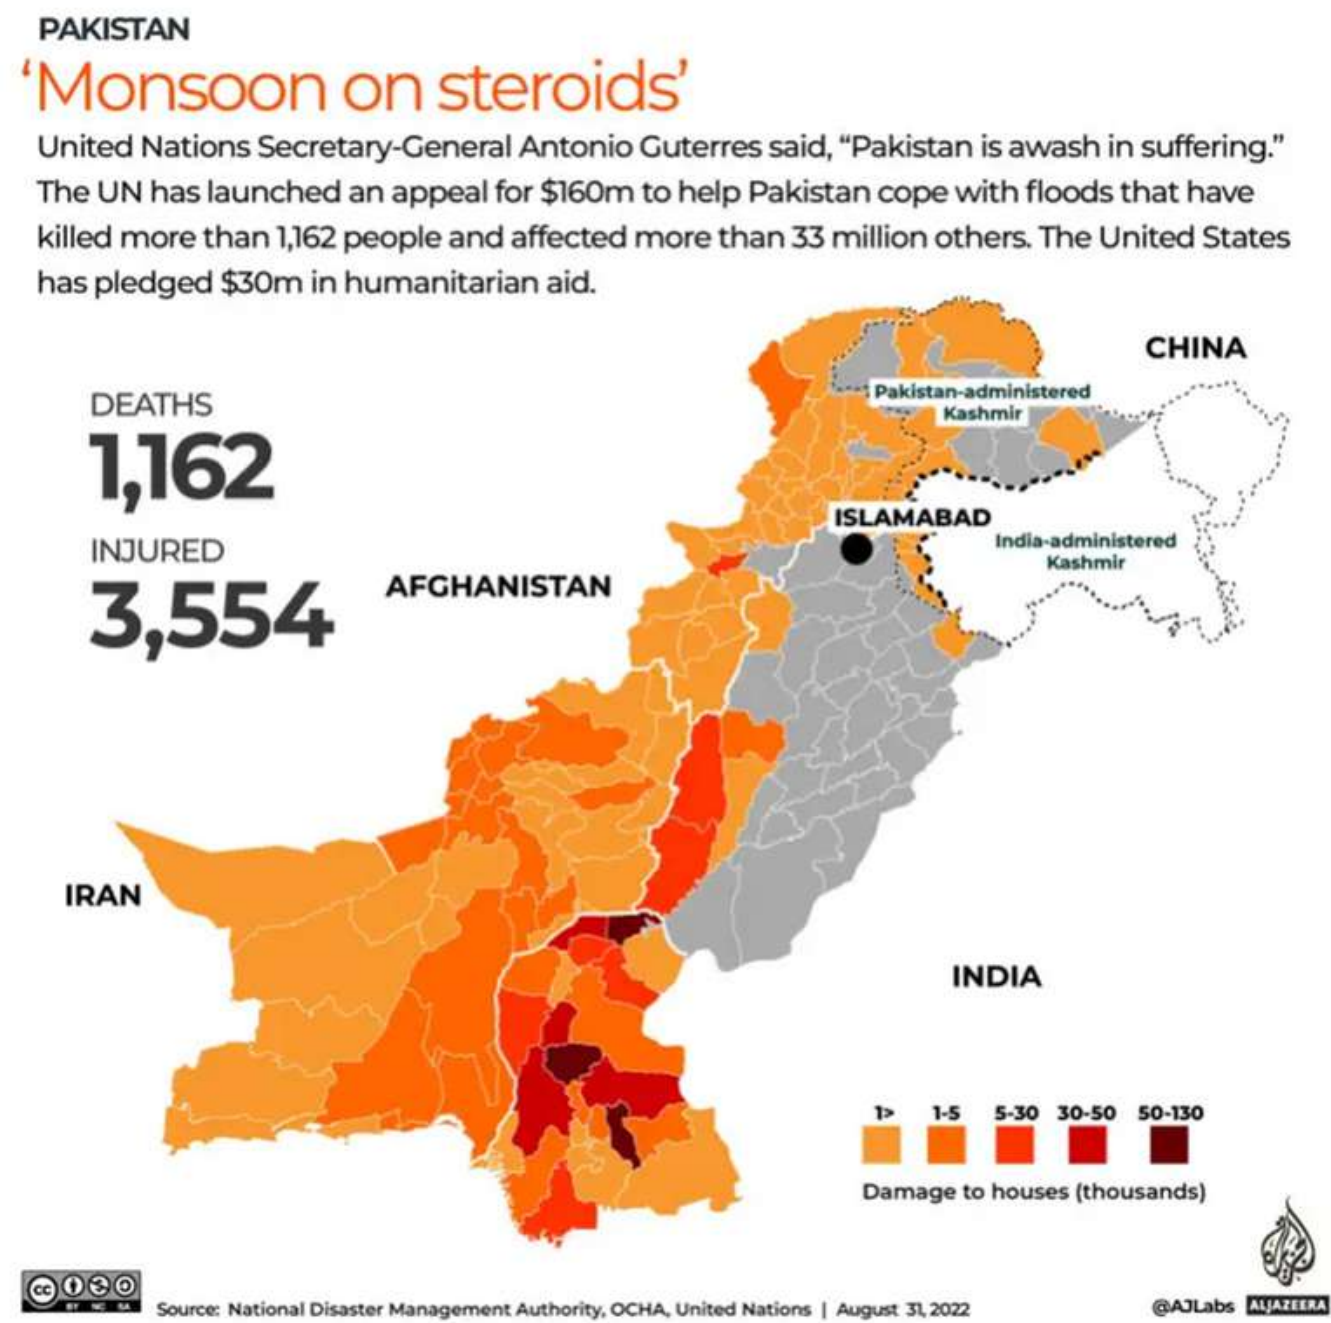 PAKISTAN
‘Monsoon on steroids’
United Nations Secretary-General Antonio Guterres said, “Pakistan is awash in suffering.”
The UN has launched an appeal for $160m to help Pakistan cope with floods that have
killed more than 1,162 people and affected more than 33 million others. The United States
has pledged $30m in humanitarian aid.
CHINA
DEATHS
1,162
Pakistan-administered
Kashmir
INJURED
3,554
ISLAMABAD
India-administered
Kashmir
AFGHANISTAN
IRAN
INDIA
1> 1-5 5-30 30-50 50-130
Damage to houses (thousands)
cc
BY NC SA
Source: National Disaster Management Authority, OCHA, United Nations | August 31, 2022
@AJLabs ALJAZEERA